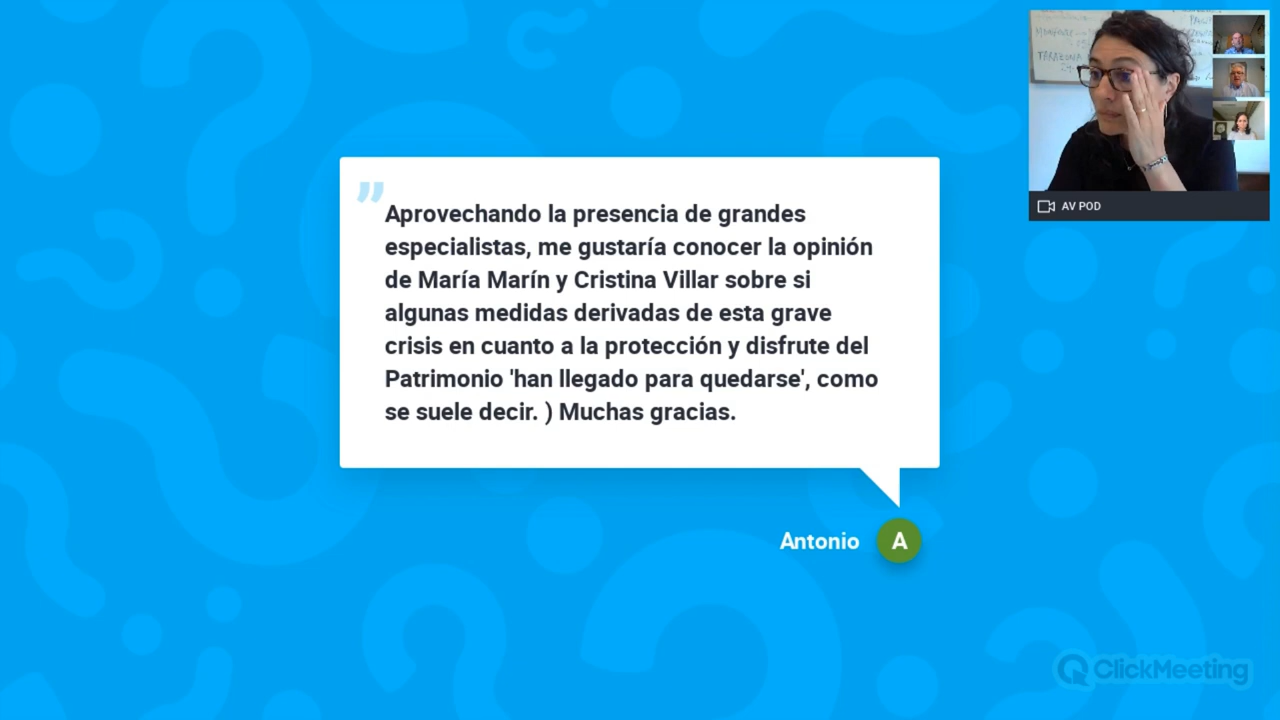 ”
Aprovechando la presencia de grandes
especialistas, me gustaría conocer la opinión
de María Marín y Cristina Villar sobre si
algunas medidas derivadas de esta grave
crisis en cuanto a la protección y disfrute del
Patrimonio 'han llegado para quedarse', como
se suele decir. ) Muchas gracias.
Antonio
A
TARAZONA
AV POD
ClickMeeting